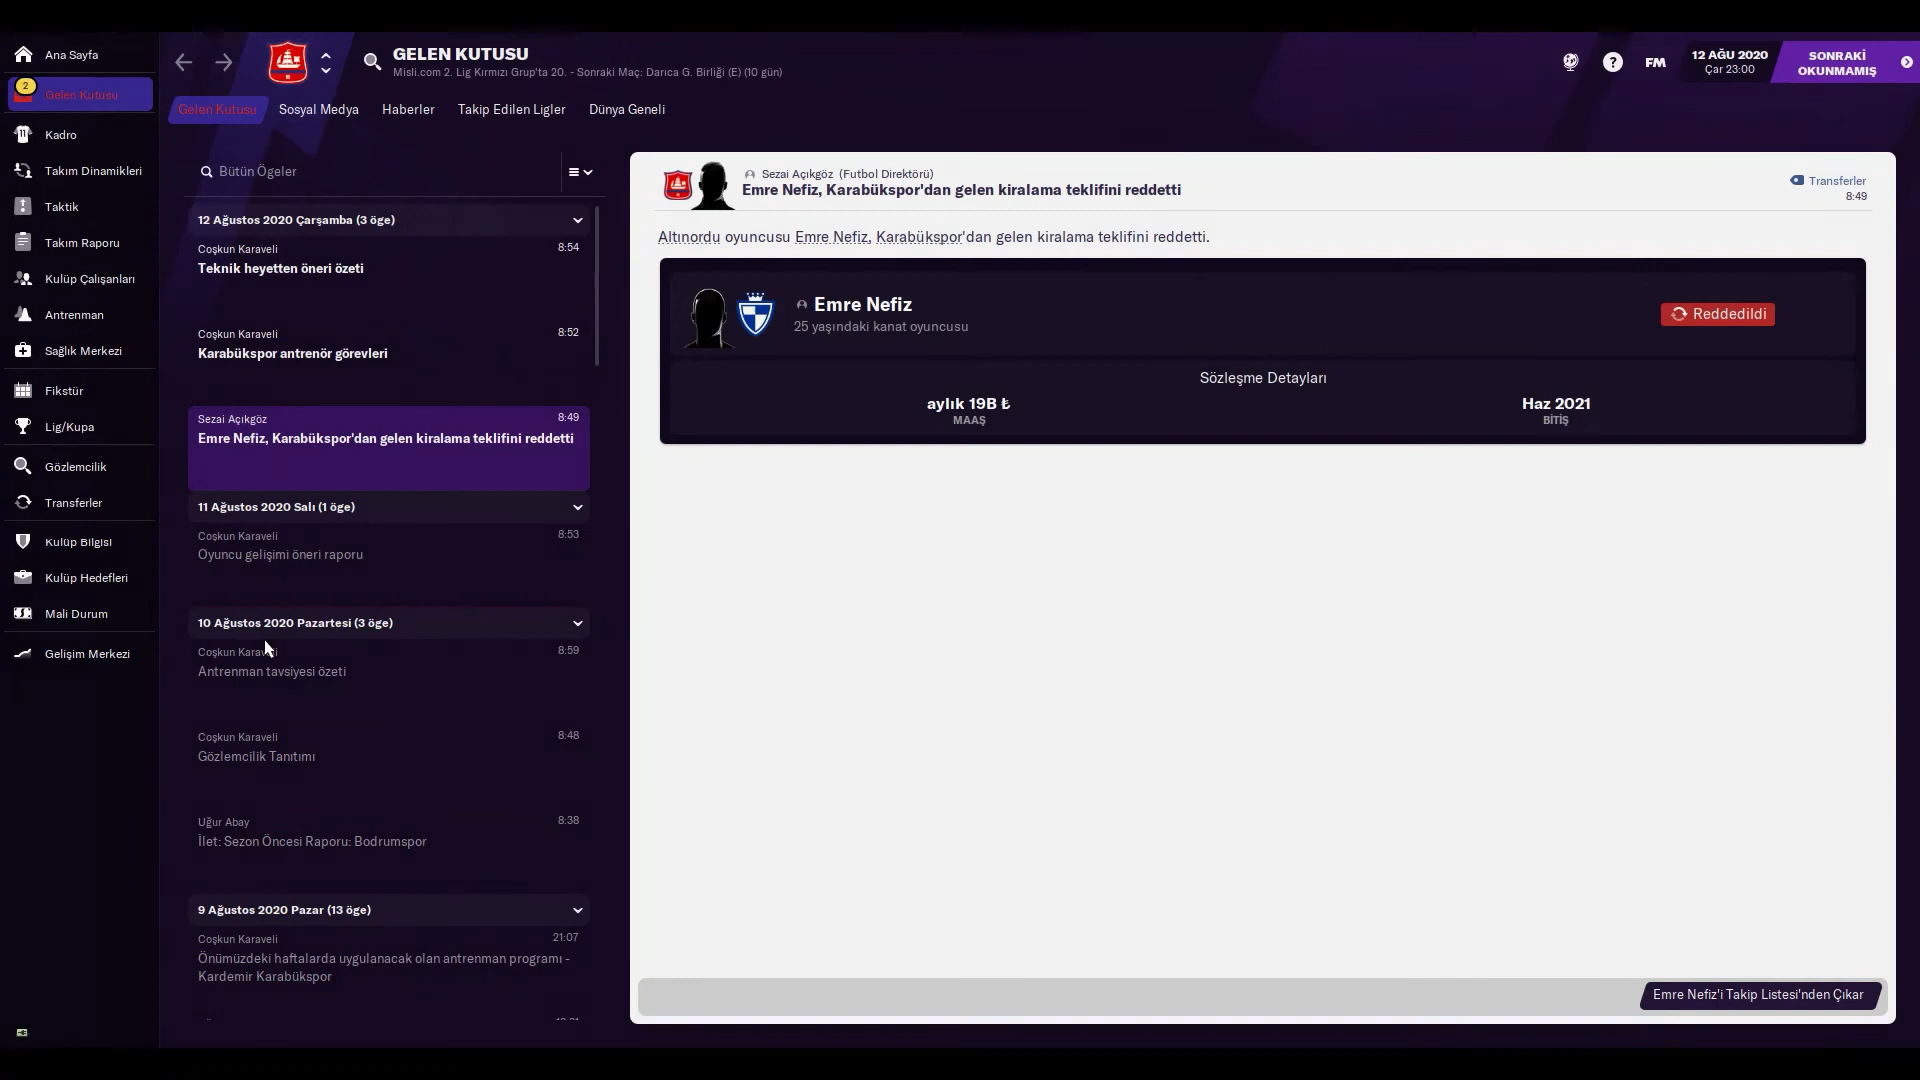 Ana Sayfa
2
Gelen Kutusu
Kadro
Takım Dinamikleri
Taktik
Takım Raporu
Kulüp Çalışanları
Antrenman
Sağlık Merkezi
Fikstür
Lig/Kupa
Gözlemcilik
Transferler
Kulüp Bilgisi
Kulüp Hedefleri
Mali Durum
Gelişim Merkezi
GELEN KUTUSU
Misli.com 2. Lig Kırmızı Grup'ta 20. - Sonraki Maç: Darıca G. Birliği (E) (10 gün)
FM
12 AĞU 2020
Çar 23:00
SONRAKİ
OKUNMAMIŞ
Gelen Kutusu
Sosyal Medya
Haberler
Takip Edilen Ligler
Dünya Geneli
Bütün Ögeler
12 Ağustos 2020 Çarşamba (3 öge)
Coşkun Karaveli 8:54
Teknik heyetten öneri özeti
Coşkun Karaveli 8:52
Karabükspor antrenör görevleri
Sezai Açıkgöz 8:49
Emre Nefiz, Karabükspor'dan gelen kiralama teklifini reddetti
11 Ağustos 2020 Salı (1 öge)
Coşkun Karaveli 8:53
Oyuncu gelişimi öneri raporu
10 Ağustos 2020 Pazartesi (3 öge)
Coşkun Karaveli 8:59
Antrenman tavsiyesi özeti
Coşkun Karaveli 8:48
Gözlemcilik Tanıtımı
Uğur Abay 8:38
İlet: Sezon Öncesi Raporu: Bodrumspor
9 Ağustos 2020 Pazar (13 öge)
Coşkun Karaveli 21:07
Önümüzdeki haftalarda uygulanacak olan antrenman programı -
Kardemir Karabükspor
Sezai Açıkgöz (Futbol Direktörü)
Emre Nefiz, Karabükspor'dan gelen kiralama teklifini reddetti
Transferler
8:49
Altınordu oyuncusu Emre Nefiz, Karabükspor'dan gelen kiralama teklifini reddetti.
Emre Nefiz
25 yaşındaki kanat oyuncusu
Reddedildi
Sözleşme Detayları
aylık 19B ₺
MAAŞ
Haz 2021
BİTİŞ
Emre Nefiz'i Takip Listesi'nden Çıkar